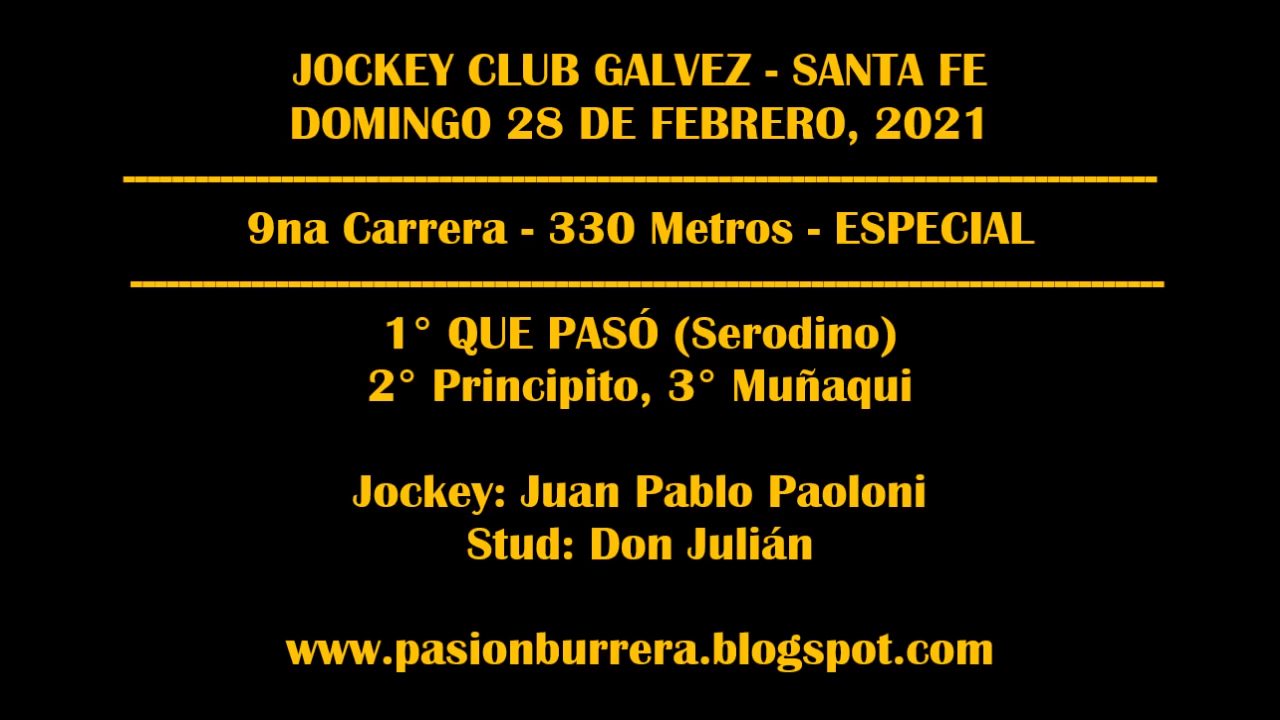 JOCKEY CLUB GALVEZ - SANTA FE
DOMINGO 28 DE FEBRERO, 2021
--------------------------------------------------------------------------------
9na Carrera - 330 Metros - ESPECIAL
--------------------------------------------------------------------------------
1° QUE PASÓ (Serodino)
2° Principito, 3° Muñaqui
Jockey: Juan Pablo Paoloni
Stud: Don Julián
www.pasionburrera.blogspot.com